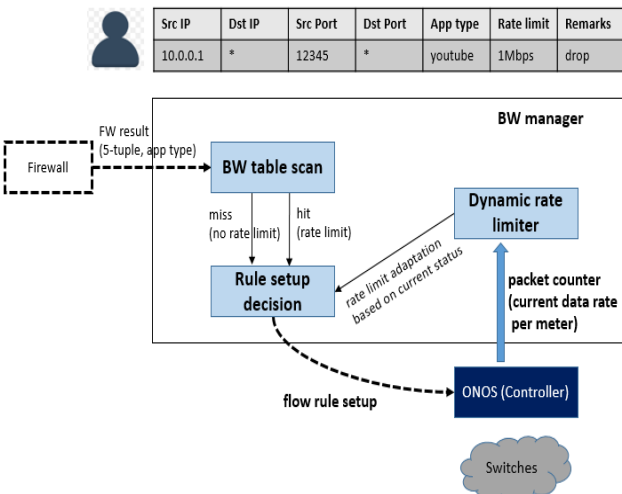 Src IP Dst IP Src Port Dst Port App type Rate limit Remarks
10.0.0.1 * 12345 * youtube 1Mbps drop
BW manager
FW result
(5-tuple, app type)
Firewall
BW table scan
miss
(no rate limit)
hit
(rate limit)
Dynamic rate
limiter
Rule setup
decision
rate limit adaptation
based on current status
packet counter
(current data rate
per meter)
flow rule setup
ONOS (Controller)
Switches